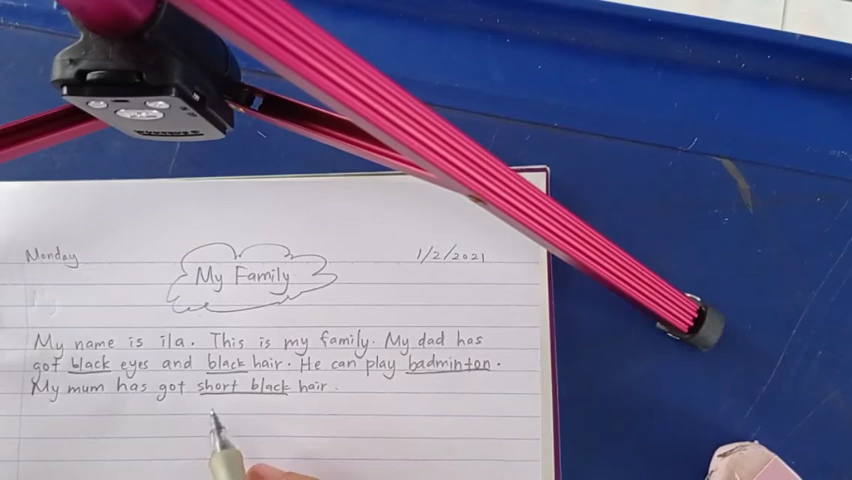 Monday 1/2/2021
My Family
My
My name is ila. This is my family. My dad has
got black eyes and black hair. He can play badminton.
My mum has got short black hair.